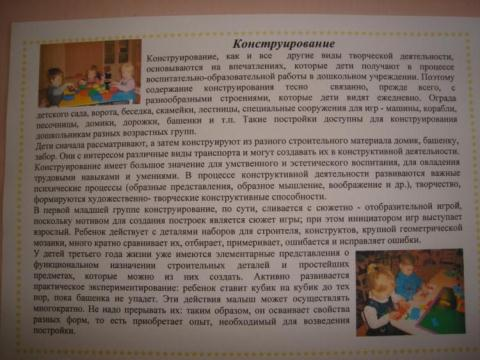 Конструирование
Конструирование, как и все другие виды творческой деятельности,
основываются на впечатлениях, которые дети получают в процессе
воспитательно-образовательной работы в дошкольном учреждении. Поэтому
содержание конструирования тесно связанно, прежде всего, с
разнообразными строениями, которые дети видят ежедневно. Ограда
детского сада, ворота, беседка, скамейки, лестницы, специальные сооружения для игр - машины, корабли,
песочницы, домики, дорожки, башенки и т.п. Такие постройки доступны для конструирования
дошкольникам разных возрастных групп.
Дети сначала рассматривают, а затем конструируют из разного строительного материала домик, башенку,
забор. Они с интересом различные виды транспорта и могут создавать их в конструктивной деятельности.
Конструирование имеет большое значение для умственного и эстетического воспитания, для овладения
трудовыми навыками и умениями. В процессе конструктивной деятельности развиваются важные
психические процессы (образные представления, образное мышление, воображение и др.), творчество,
формируются художественно- творческие конструктивные способности.
В первой младшей группе конструирование, по сути, сливается с сюжетно - отобразительной игрой,
поскольку мотивом для создания построек является сюжет игры; при этом инициатором игр выступает
взрослый. Ребенок действует с деталями наборов для строителя, конструктов, крупной геометрической
мозаики, много кратно сравнивает их, отбирает, примеривает, ошибается и исправляет ошибки.
У детей третьего года жизни уже имеются элементарные представления о
функциональном назначении строительных деталей и простейших
предметах, которые можно из них создать. Активно развивается
практическое экспериментирование: ребенок ставит кубик на кубик до тех
пор, пока башенка не упадет. Эти действия малыш может осуществлять
многократно. Не надо прерывать их: таким образом, он осваивает свойства
разных форм, то есть приобретает опыт, необходимый для возведения
постройки.